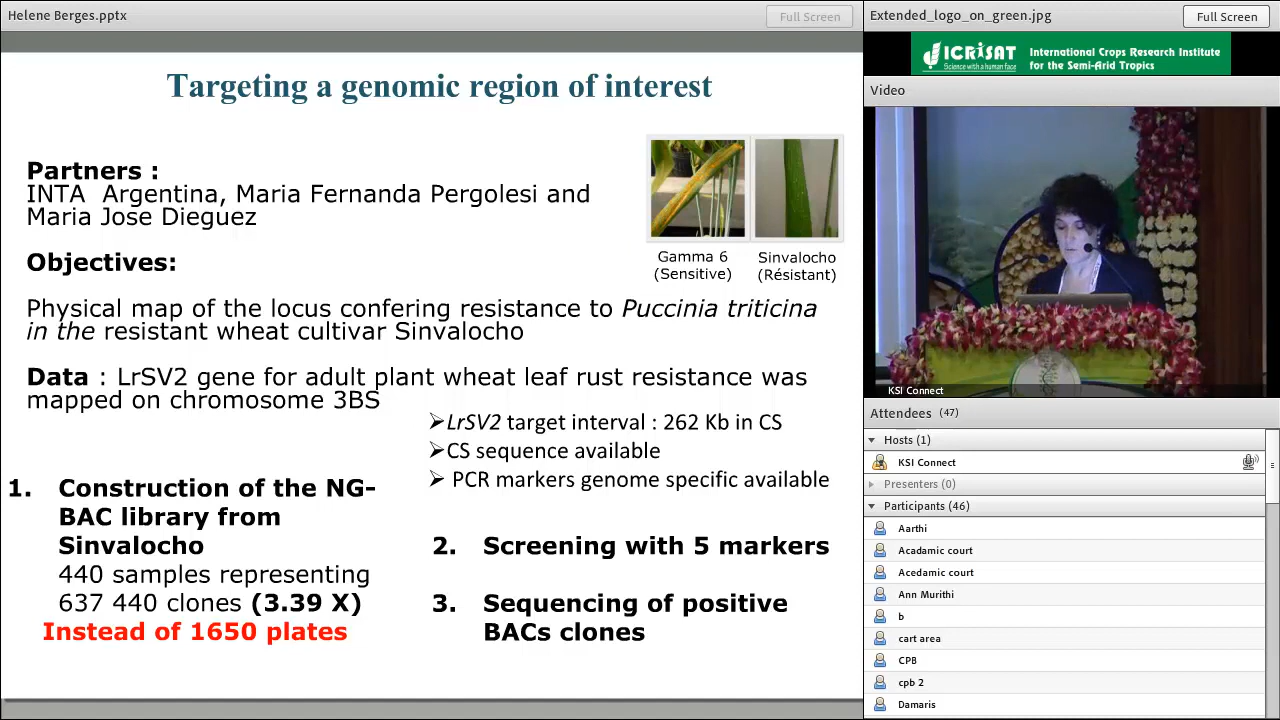 Helene Berges.pptx
Full Screen
Targeting a genomic region of interest
Partners :
INTA Argentina, Maria Fernanda Pergolesi and
Maria Jose Dieguez
Gamma 6
(Sensitive)
Sinvalocho
(Résistant)
Objectives:
Physical map of the locus confering resistance to Puccinia triticina
in the resistant wheat cultivar Sinvalocho
Data : LrSV2 gene for adult plant wheat leaf rust resistance was
mapped on chromosome 3BS
➢LrSV2 target interval : 262 Kb in CS
➢CS sequence available
➢ PCR markers genome specific available
1. Construction of the NG-
BAC library from
Sinvalocho
440 samples representing
637 440 clones (3.39 X)
Instead of 1650 plates
2. Screening with 5 markers
3. Sequencing of positive
BACs clones
Extended_logo_on_green.jpg
Full Screen
ICRISAT
Science with a human face
International Crops Research Institute
for the Semi-Arid Tropics
Video
KSI Connect
Attendees (47)
Hosts (1)
KSI Connect
Presenters (0)
Participants (46)
Aarthi
Acadamic court
Acedamic court
Ann Murithi
b
cart area
CPB
cpb 2
Damaris